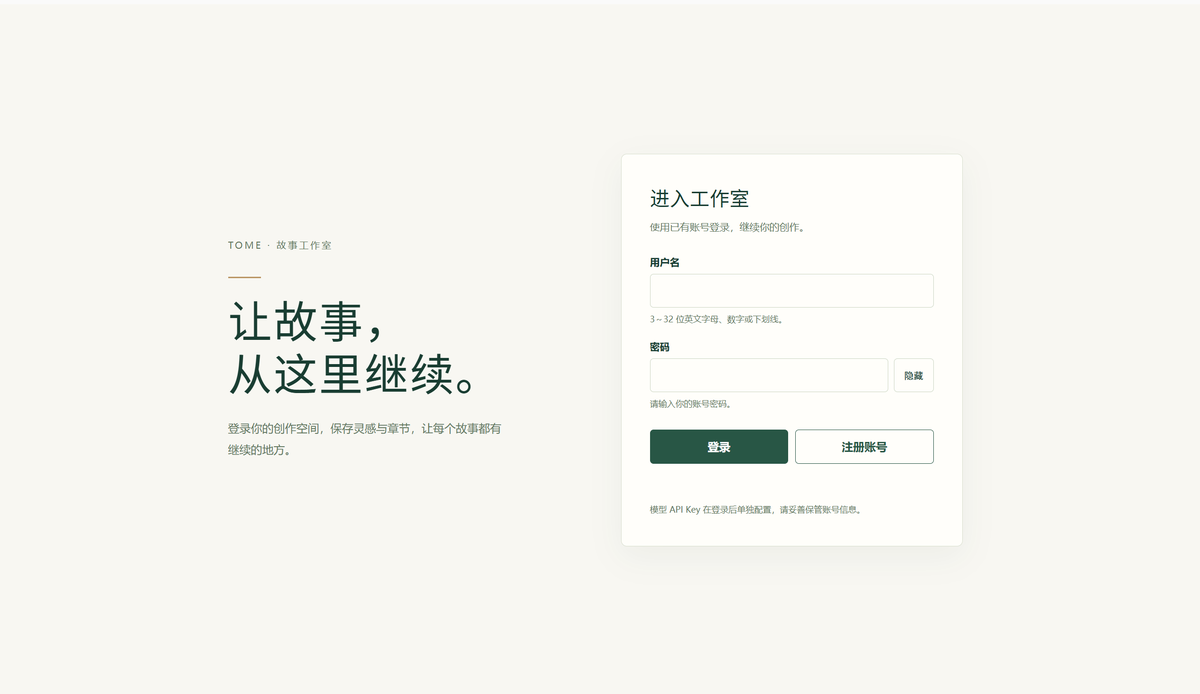 TOME · 故事工作室
让故事，
从这里继续。
登录你的创作空间，保存灵感与章节，让每个故事都有
继续的地方。
进入工作室
使用已有账号登录，继续你的创作。
用户名
3～32 位英文字母、数字或下划线。
密码
隐藏
请输入你的账号密码。
登录
注册账号
模型 API Key 在登录后单独配置，请妥善保管账号信息。